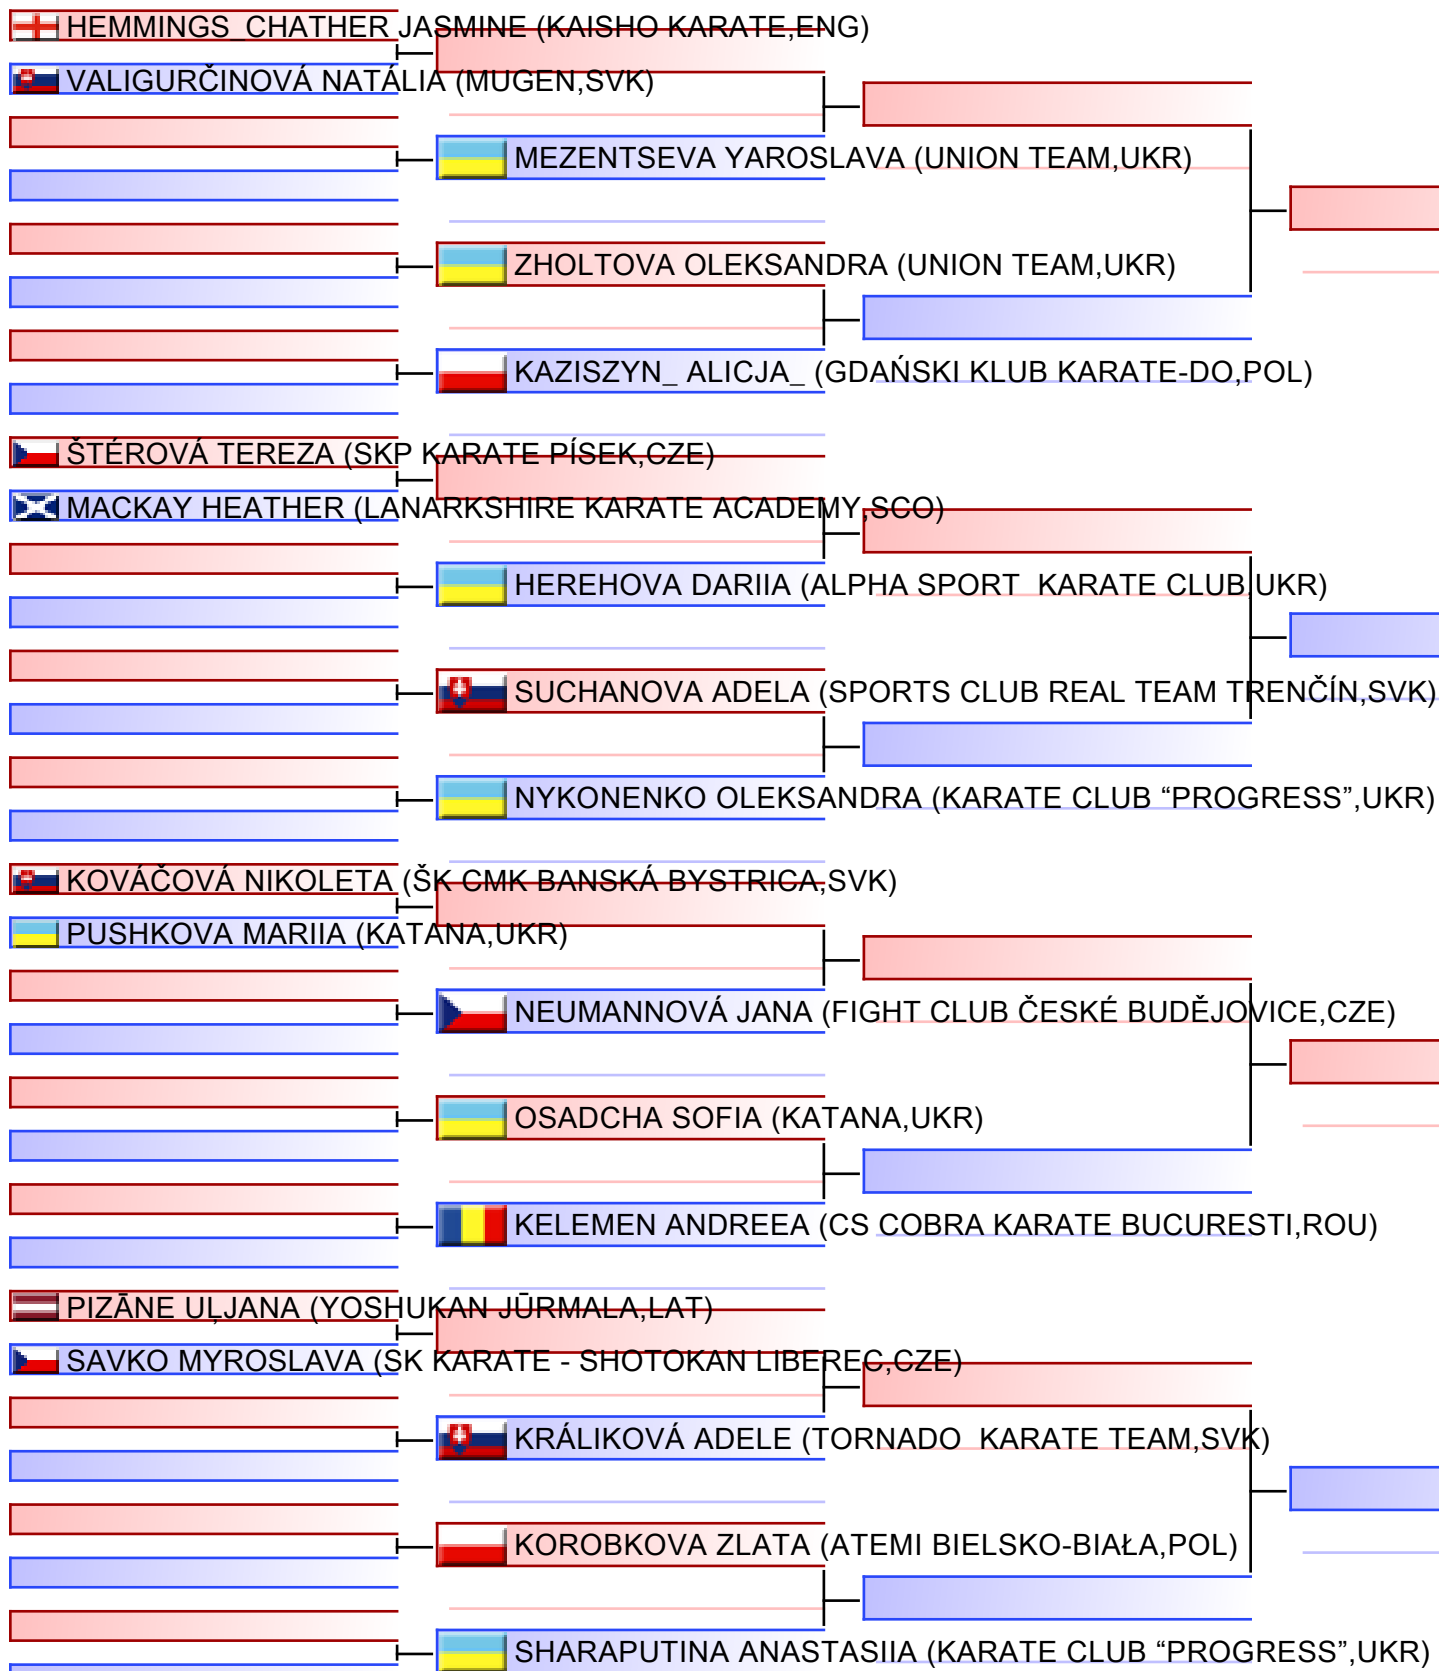 HEMMINGS_CHATHER JASMINE (KAISHO KARATE,ENG)
VALIGURČINOVÁ NATÁLIA (MUGEN,SVK)
MEZENTSEVA YAROSLAVA (UNION TEAM,UKR)
ZHOLTOVA OLEKSANDRA (UNION TEAM,UKR)
KAZISZYN_ ALICJA_ (GDAŃSKI KLUB KARATE-DO,POL)
ŠTÉROVÁ TEREZA (SKP KARATE PÍSEK,CZE)
MACKAY HEATHER (LANARKSHIRE KARATE ACADEMY,SCO)
HEREHOVA DARIIA (ALPHA SPORT  KARATE CLUB,UKR)
SUCHANOVA ADELA (SPORTS CLUB REAL TEAM TRENČÍN,SVK)
NYKONENKO OLEKSANDRA (KARATE CLUB “PROGRESS”,UKR)
KOVÁČOVÁ NIKOLETA (ŠK CMK BANSKÁ BYSTRICA,SVK)
PUSHKOVA MARIIA (KATANA,UKR)
NEUMANNOVÁ JANA (FIGHT CLUB ČESKÉ BUDĚJOVICE,CZE)
OSADCHA SOFIA (KATANA,UKR)
KELEMEN ANDREEA (CS COBRA KARATE BUCURESTI,ROU)
PIZĀNE UĻJANA (YOSHUKAN JŪRMALA,LAT)
SAVKO MYROSLAVA (SK KARATE - SHOTOKAN LIBEREC,CZE)
KRÁLIKOVÁ ADELE (TORNADO  KARATE TEAM,SVK)
KOROBKOVA ZLATA (ATEMI BIELSKO-BIAŁA,POL)
SHARAPUTINA ANASTASIIA (KARATE CLUB “PROGRESS”,UKR)